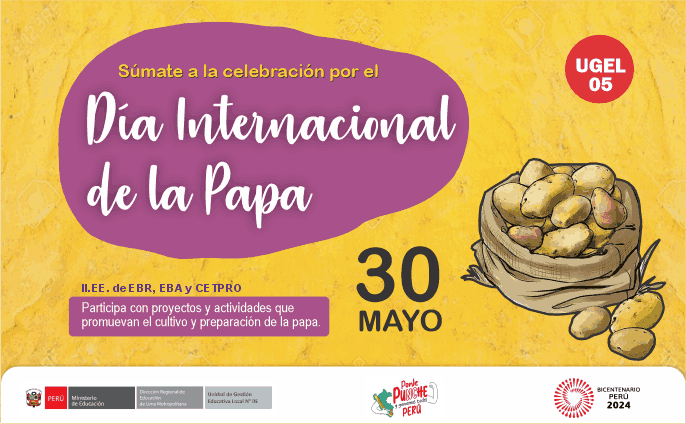 Súmate a la celebración por el
Día Internacional
de la Papa
UGEL
05
30
MAYO
II.EE. de EBR, EBA y CETPRO
Participa con proyectos y actividades que
promuevan el cultivo y preparación de la papa.
PERÚ
Ministerio
de Educación
Dirección Regional de
Educación
de Lima Metropolitana
Unidad de Gestión
Educativa Local N°
Ponle
PUNCHE
PERÚ
BICENTENARIO
PERÚ
2024